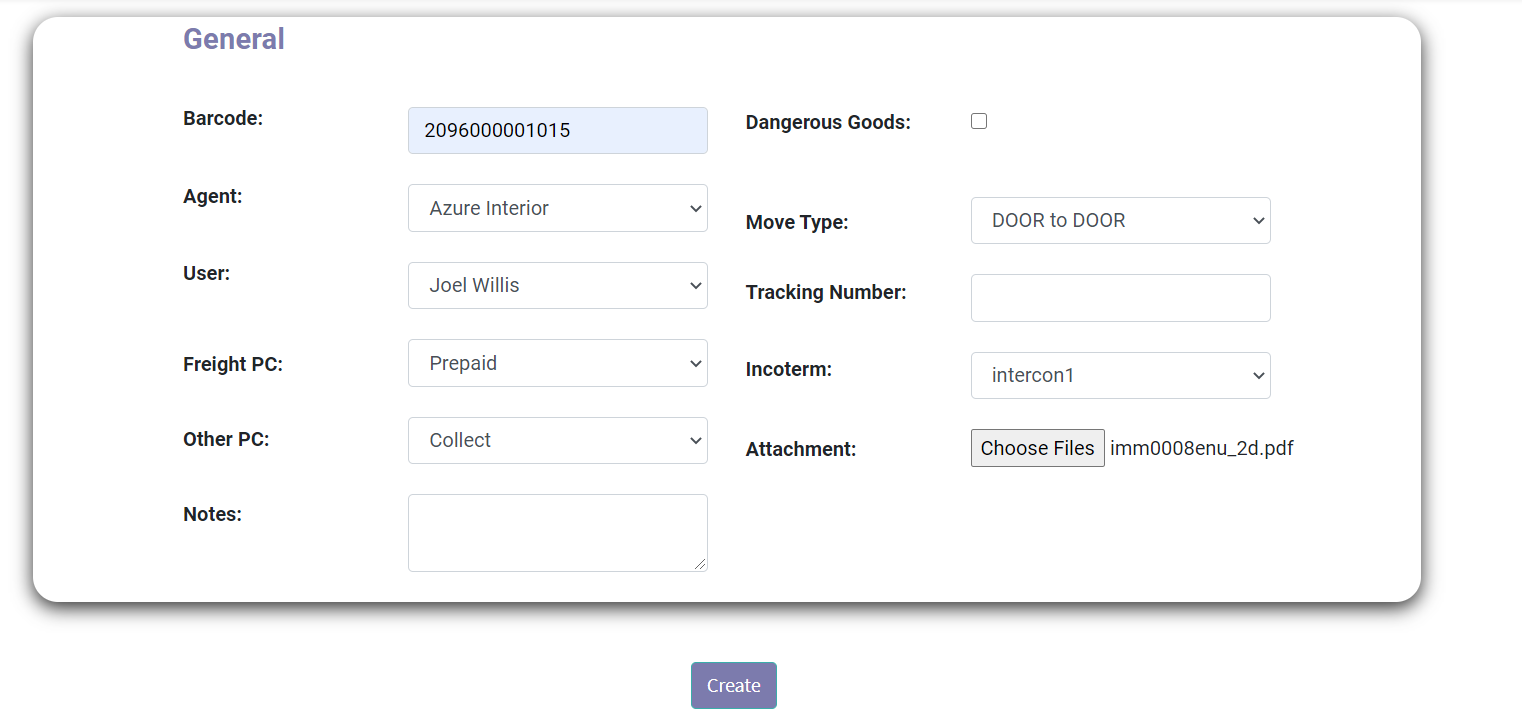 General
Barcode: 2096000001015
Dangerous Goods:
Agent: Azure Interior
Move Type: DOOR to DOOR
User: Joel Willis
Tracking Number:
Freight PC: Prepaid
Incoterm: intercon1
Other PC: Collect
Attachment: Choose Files imm0008enu_2d.pdf
Notes:
Create